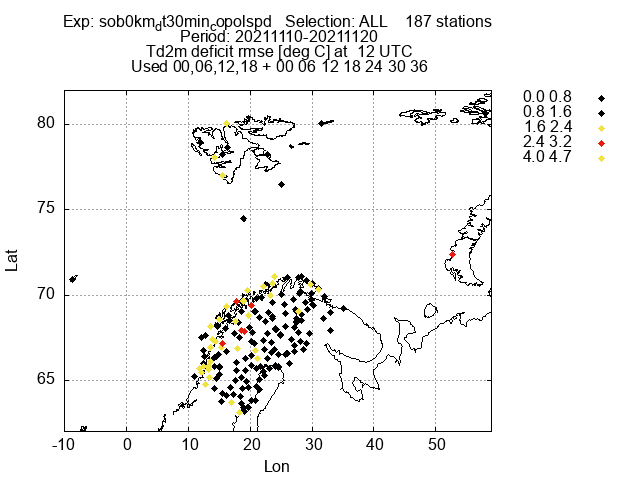 Exp: sob0km_dt30min_copolspd Selection: ALL 187 stations
Period: 20211110-20211120
Td2m deficit rmse [deg C] at 12 UTC
Used 00,06,12,18 + 00 06 12 18 24 30 36
0.0 0.8
0.8 1.6
1.6 2.4
2.4 3.2
4.0 4.7
80
75
70
65
Lat
-10 0 10 20 30 40 50
Lon